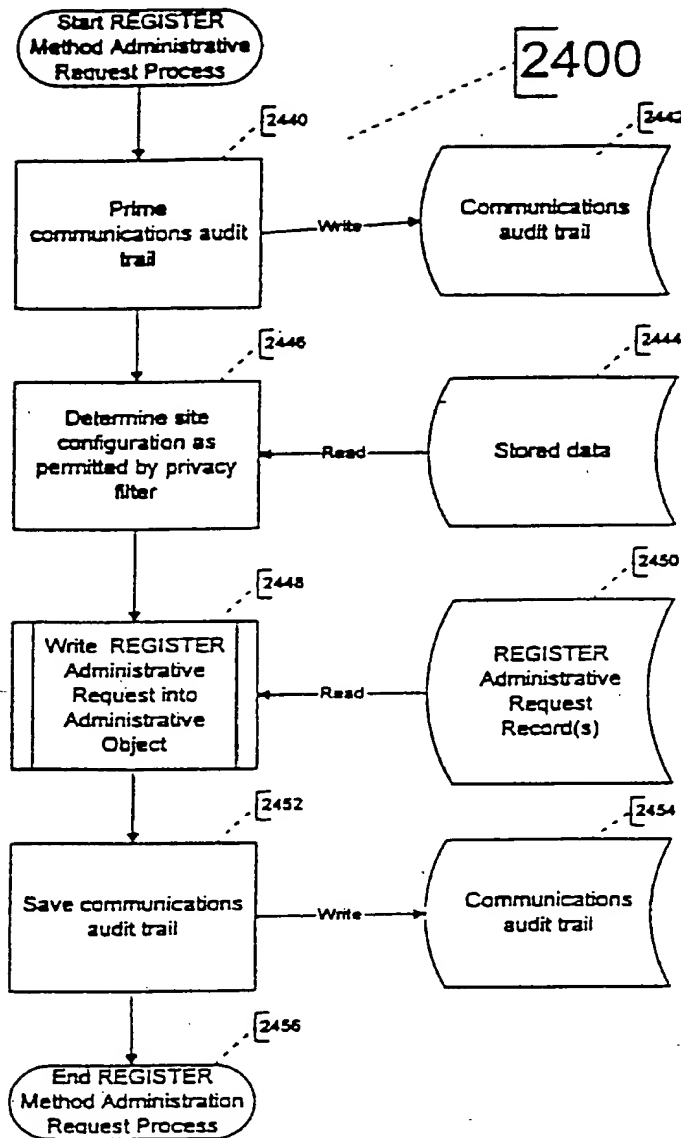 Start REGISTER
Method Administrative
Request Process
2400
2440
2442
Prime
communications audit
trail
Write
Communications
audit trail
2446
2444
Determine site
configuration as
permitted by privacy
filter
Read
Stored data
2448
2450
Write REGISTER
Administrative
Request into
Administrative
Object
Read
REGISTER
Administrative
Request
Record(s)
2452
2454
Save communications
audit trail
Write
Communications
audit trail
2456
End REGISTER
Method Administration
Request Process